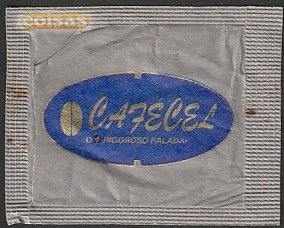 coisas
CAFECEL
O + RIGOROSO PALADAR